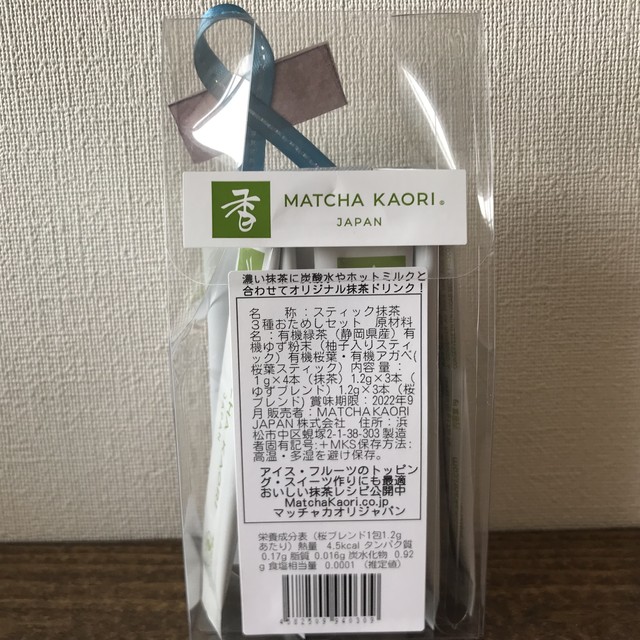 香
MATCHA KAORI®
JAPAN
濃い抹茶に炭酸水やホットミルクと
合わせてオリジナル抹茶ドリンク!
名 称:スティック抹茶
3種おためしセット 原材料
名:有機緑茶(静岡県産)有
機ゆず粉末(柚子入りスティ
ック)有機桜葉・有機アガベ(
桜葉スティック)内容量:
1g×4本(抹茶)1.2g×3本(
ゆずブレンド)1.2g×3本(桜
ブレンド)賞味期限:2022年9
月 販売者:MATCHA KAORI
JAPAN 株式会社 住所:浜
松市中区蜆塚2-1-38-303 製造
者固有記号:+MKS保存方法:
高温・多湿を避け保存。
アイス・フルーツのトッピン
グ・スイーツ作りにも最適
おいしい抹茶レシピ公開中
MatchaKaori.co.jp
マッチャカオリジャパン
栄養成分表(桜ブレンド1包1.2g
あたり)熱量 4.5kcal タンパク質
0.17g 脂質 0.016g 炭水化物 0.92
g 食塩相当量 0.0001 (推定値)